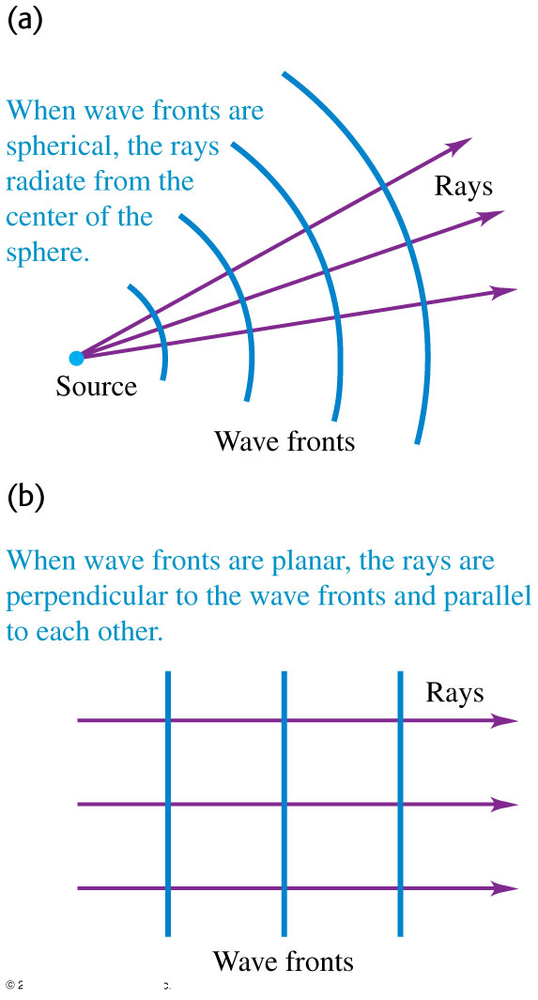 (a)
When wave fronts are
spherical, the rays
radiate from the
center of the
sphere.
Rays
Source
Wave fronts
(b)
When wave fronts are planar, the rays are
perpendicular to the wave fronts and parallel
to each other.
Rays
Wave fronts
©